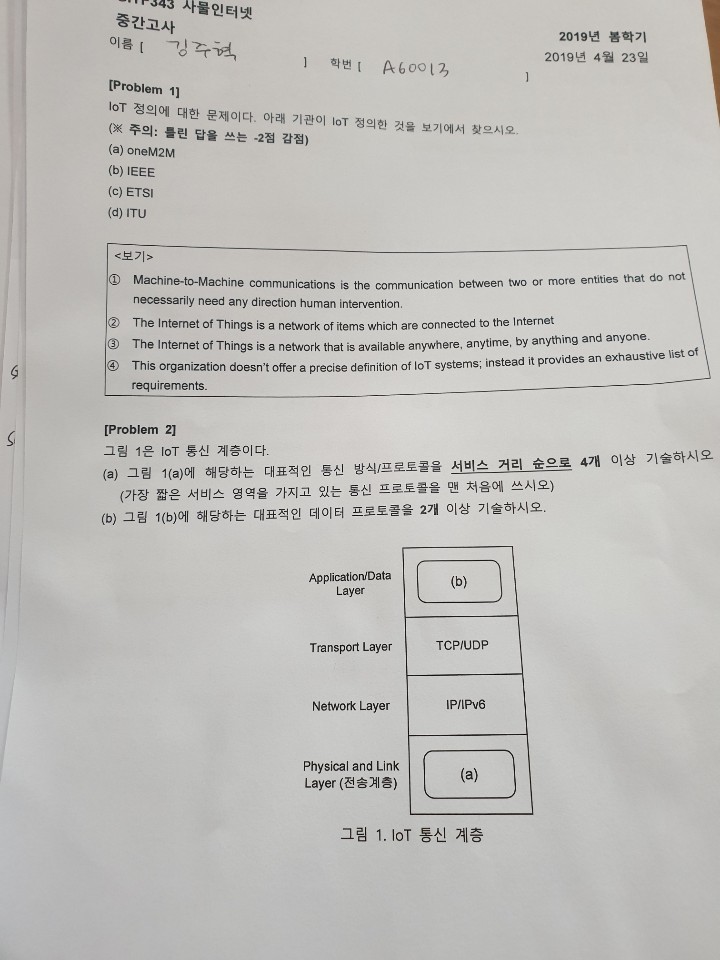 343 사물인터넷
중간고사
2019년 봄학기
이름 [ 김주혁 ] 학번 [ A60013 ]
2019년 4월 23일
[Problem 1]
IoT 정의에 대한 문제이다. 아래 기관이 IoT 정의한 것을 보기에서 찾으시오.
(※ 주의: 틀린 답을 쓰는 -2점 감점)
(a) oneM2M
(b) IEEE
(c) ETSI
(d) ITU
<보기>
① Machine-to-Machine communications is the communication between two or more entities that do not
necessarily need any direction human intervention.
② The Internet of Things is a network of items which are connected to the Internet
③ The Internet of Things is a network that is available anywhere, anytime, by anything and anyone.
④ This organization doesn't offer a precise definition of IoT systems; instead it provides an exhaustive list of
requirements.
[Problem 2]
그림 1은 IoT 통신 계층이다.
(a) 그림 1(a)에 해당하는 대표적인 통신 방식/프로토콜을 서비스 거리 순으로 4개 이상 기술하시오
(가장 짧은 서비스 영역을 가지고 있는 통신 프로토콜을 맨 처음에 쓰시오)
(b) 그림 1(b)에 해당하는 대표적인 데이터 프로토콜을 2개 이상 기술하시오.
Application/Data
Layer
(b)
Transport Layer
TCP/UDP
Network Layer
IP/IPv6
Physical and Link
Layer (전송계층)
(a)
그림 1. IoT 통신 계층